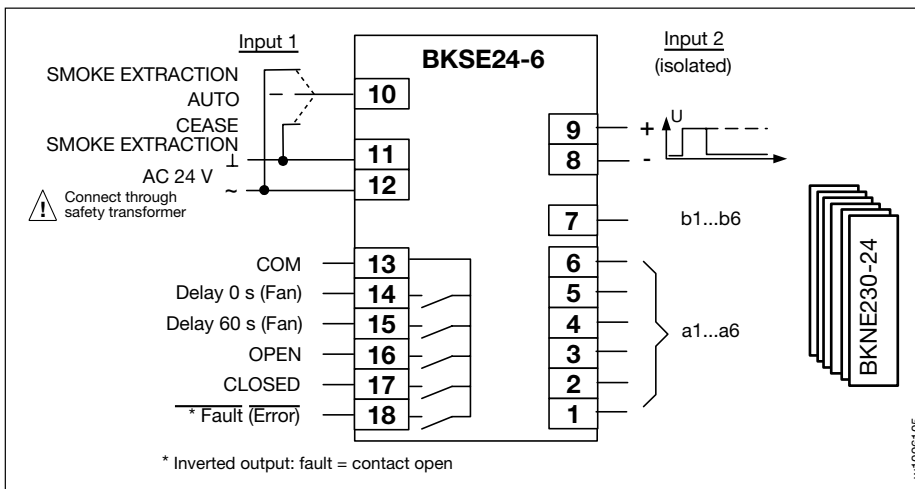 Input 1
BKSE24-6
Input 2
(isolated)
SMOKE EXTRACTION
AUTO
CEASE
SMOKE EXTRACTION
⊥
AC 24 V
~
! Connect through
safety transformer
10
11
12
9 + U
8 -
7 b1...b6
6
5
4
3
2
1
a1...a6
BKNE230-24
COM 13
Delay 0 s (Fan) 14
Delay 60 s (Fan) 15
OPEN 16
CLOSED 17
* Fault (Error) 18
* Inverted output: fault = contact open